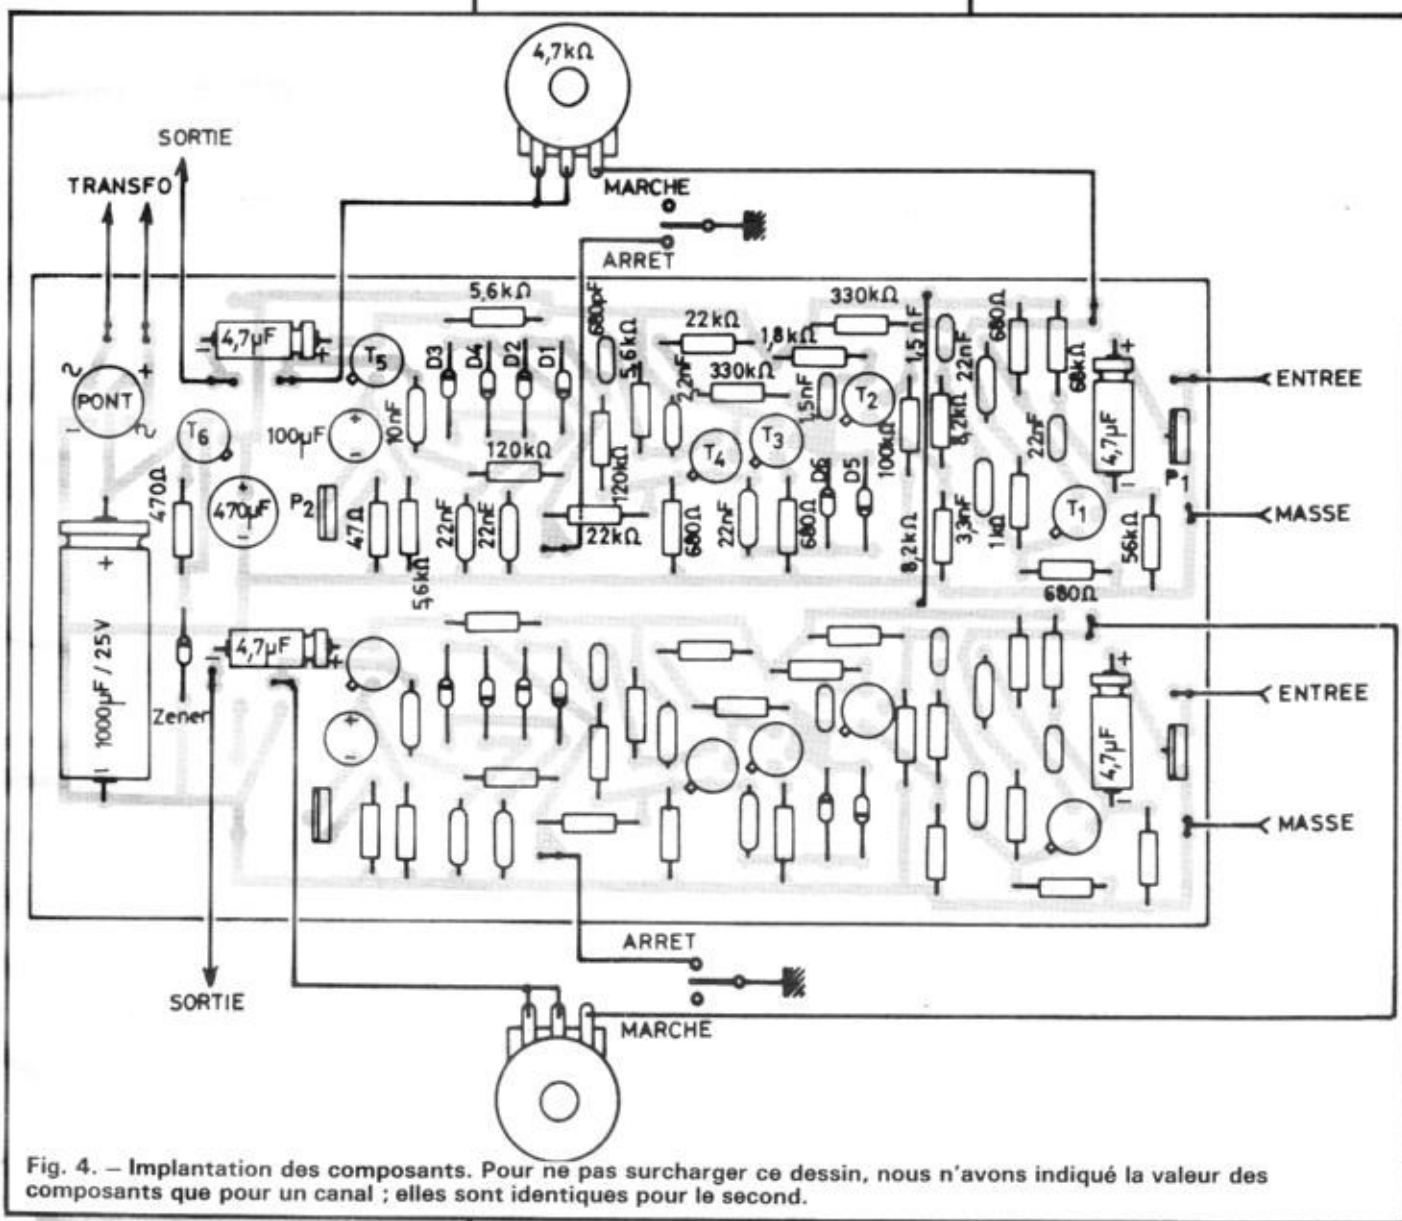 4,7kΩ
SORTIE
TRANSFO
MARCHE
ARRET
5,6kΩ
680pF
330kΩ
4,7µF
- +
T5
D3
D4
D2
D1
5,6kΩ
22kΩ
1,8kΩ
1,5nF
22nF
680Ω
68kΩ
+
ENTREE
PONT
+
-
T6
100µF
+
-
10nF
22nF
330kΩ
1,5nF
T2
100kΩ
8,2kΩ
22nF
4,7µF
-
P1
120kΩ
120kΩ
T4
T3
D6
D5
470Ω
470µF
+
-
P2
47Ω
5,6kΩ
22nF
22nF
22kΩ
680Ω
22nF
680Ω
8,2kΩ
3,3nF
1kΩ
T1
56kΩ
MASSE
680Ω
+
1000µF / 25V
-
Zener
4,7µF
- +
+
-
+
4,7µF
-
ENTREE
MASSE
ARRET
SORTIE
MARCHE
Fig. 4. – Implantation des composants. Pour ne pas surcharger ce dessin, nous n'avons indiqué la valeur des
composants que pour un canal ; elles sont identiques pour le second.